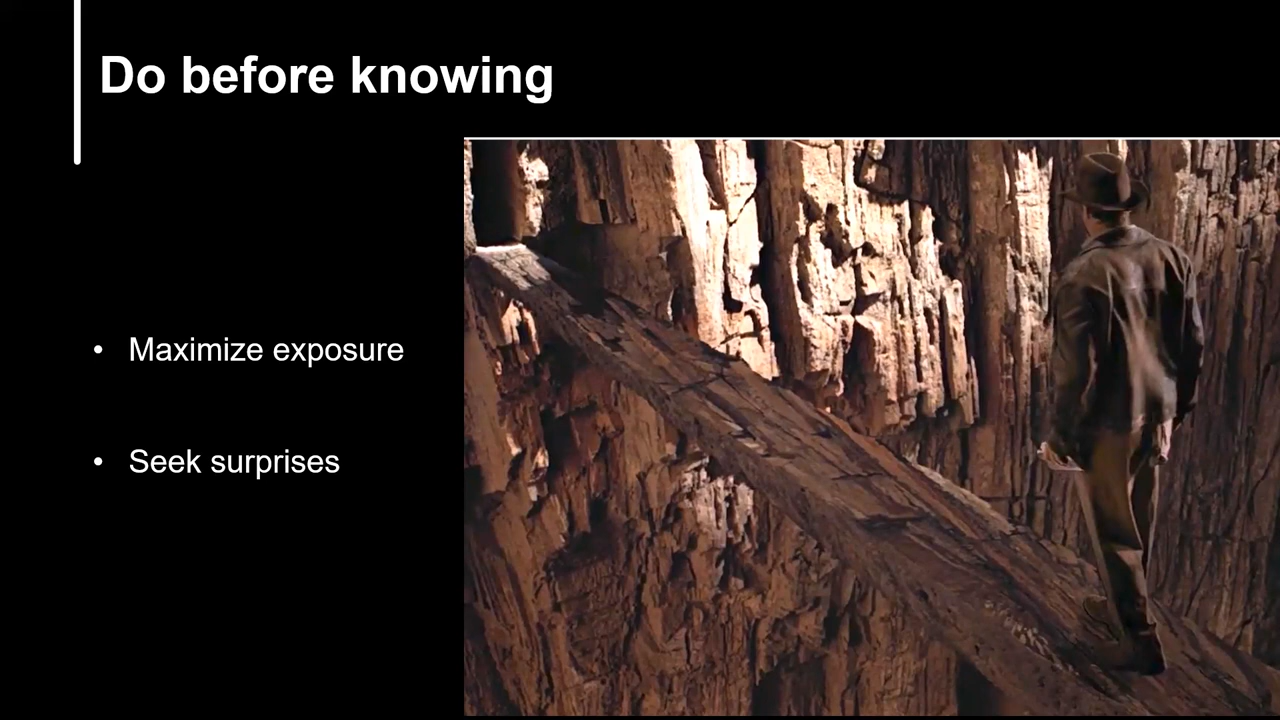 Do before knowing
• Maximize exposure
• Seek surprises